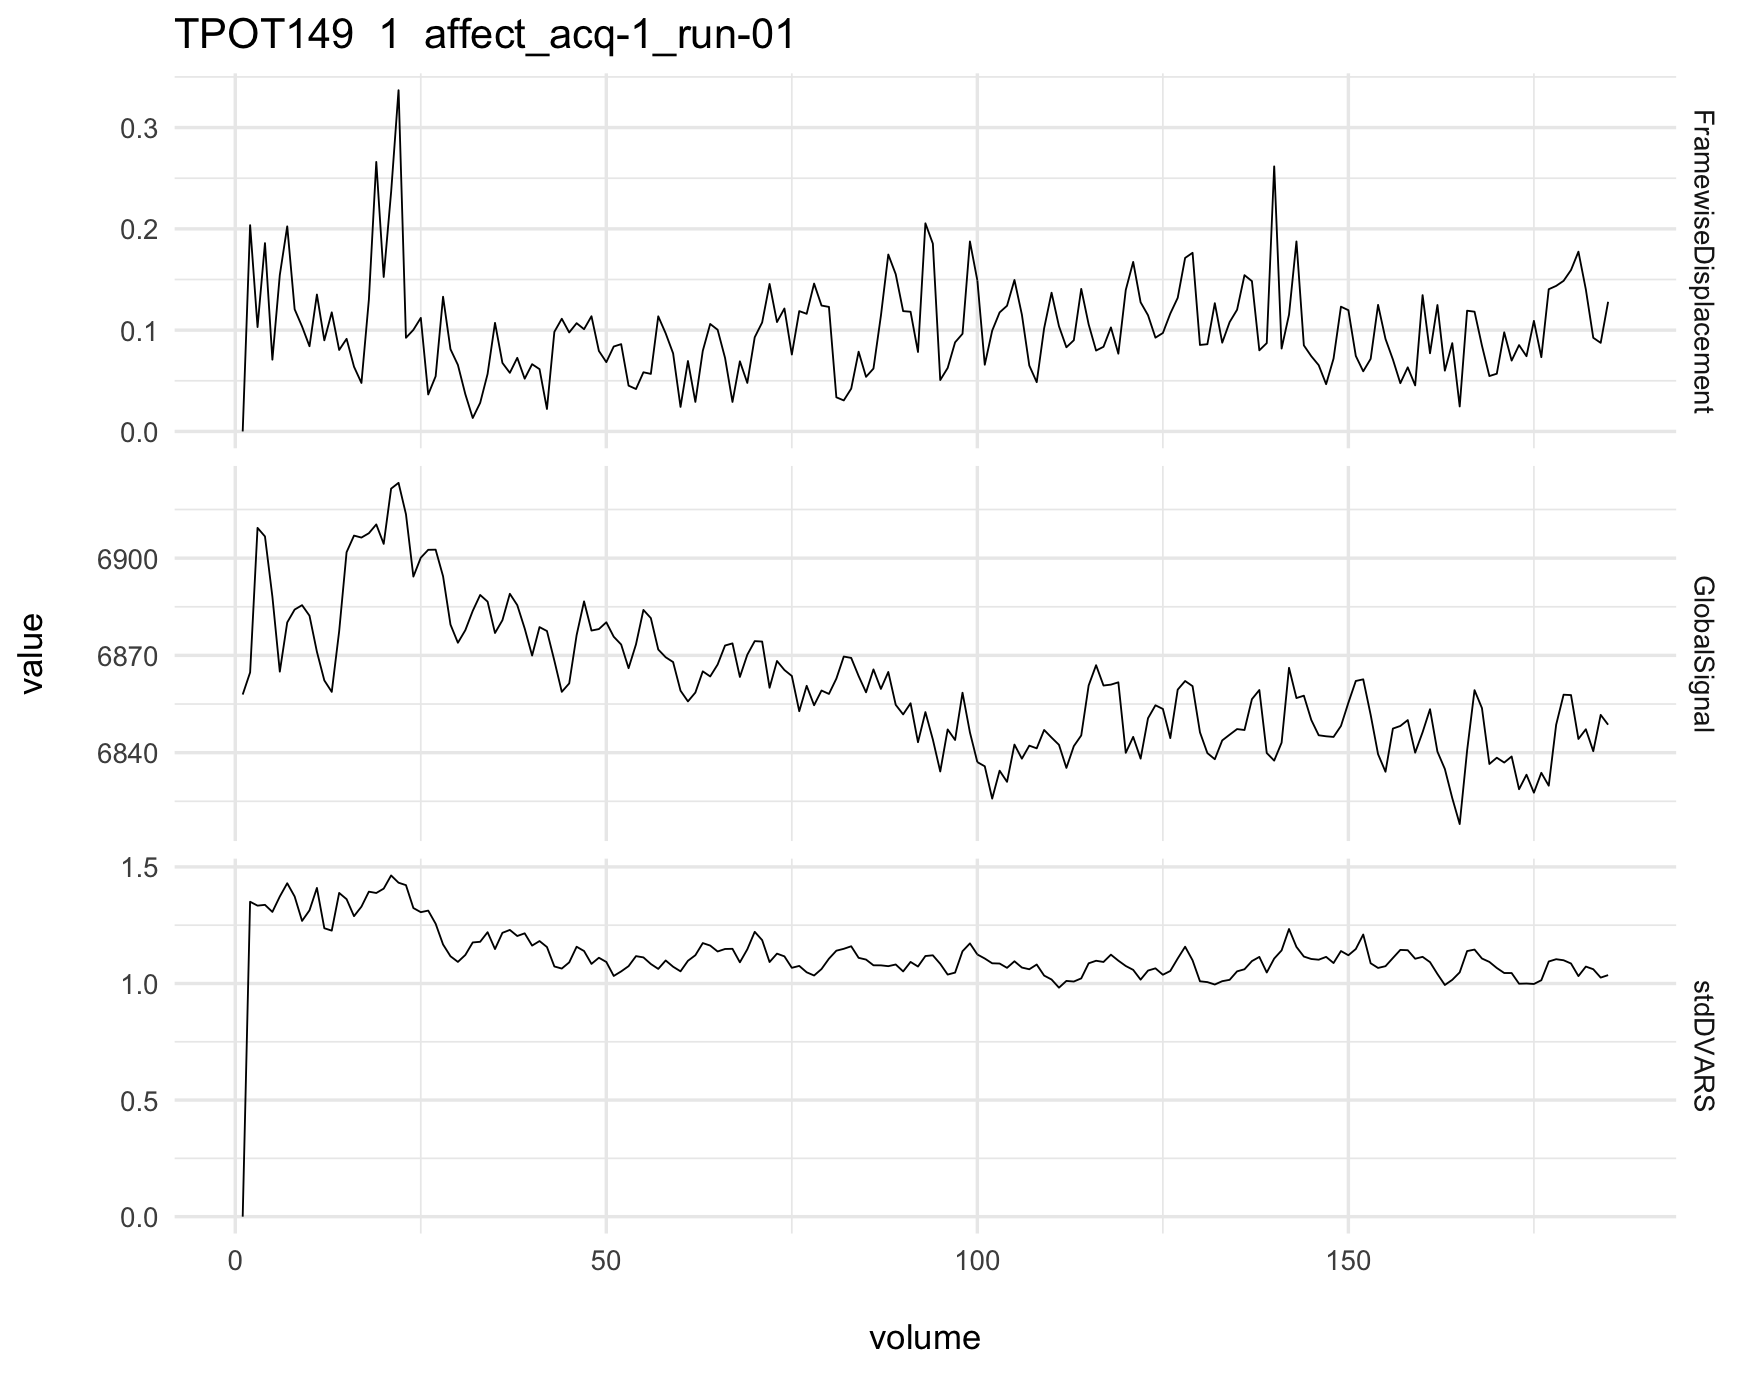 TPOT149 1 affect_acq-1_run-01
0.3
0.2
0.1
0.0
FramewiseDisplacement
6900
6870
6840
GlobalSignal
value
1.5
1.0
0.5
0.0
stdDVARS
0 50 100 150
volume